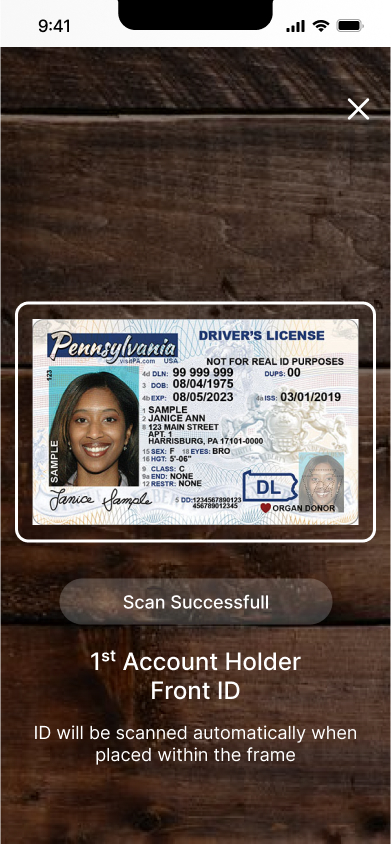 9:41
Pennsylvania
visitPA.com USA
DRIVER'S LICENSE
NOT FOR REAL ID PURPOSES
123
4d DLN: 99 999 999 DUPS: 00
3 DOB: 08/04/1975
4b EXP: 08/05/2023 4a ISS: 03/01/2019
1 SAMPLE
2 JANICE ANN
8 123 MAIN STREET
APT. 1
HARRISBURG, PA 17101-0000
15 SEX: F 18 EYES: BRO
16 HGT: 5'-06"
9 CLASS: C
9a END: NONE
12 RESTR: NONE
SAMPLE
Janice Sample
5 DD:1234567890123
456789012345
DL
ORGAN DONOR
Scan Successfull
1st Account Holder
Front ID
ID will be scanned automatically when
placed within the frame